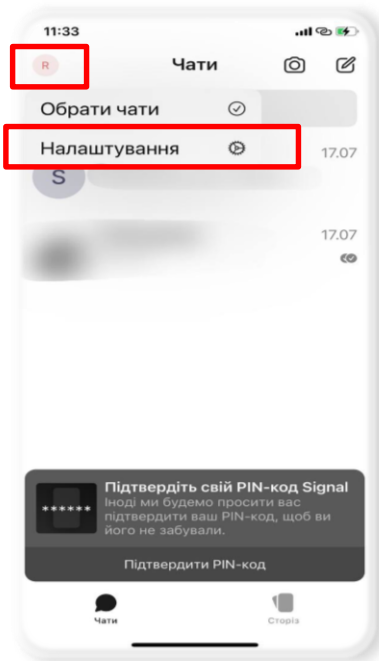 11:33
R
Чати
Обрати чати
Налаштування
17.07
S
17.07
Підтвердіть свій PIN-код Signal
Іноді ми будемо просити вас
підтвердити ваш PIN-код, щоб ви
його не забували.
******
Підтвердити PIN-код
Чати
Сторіз